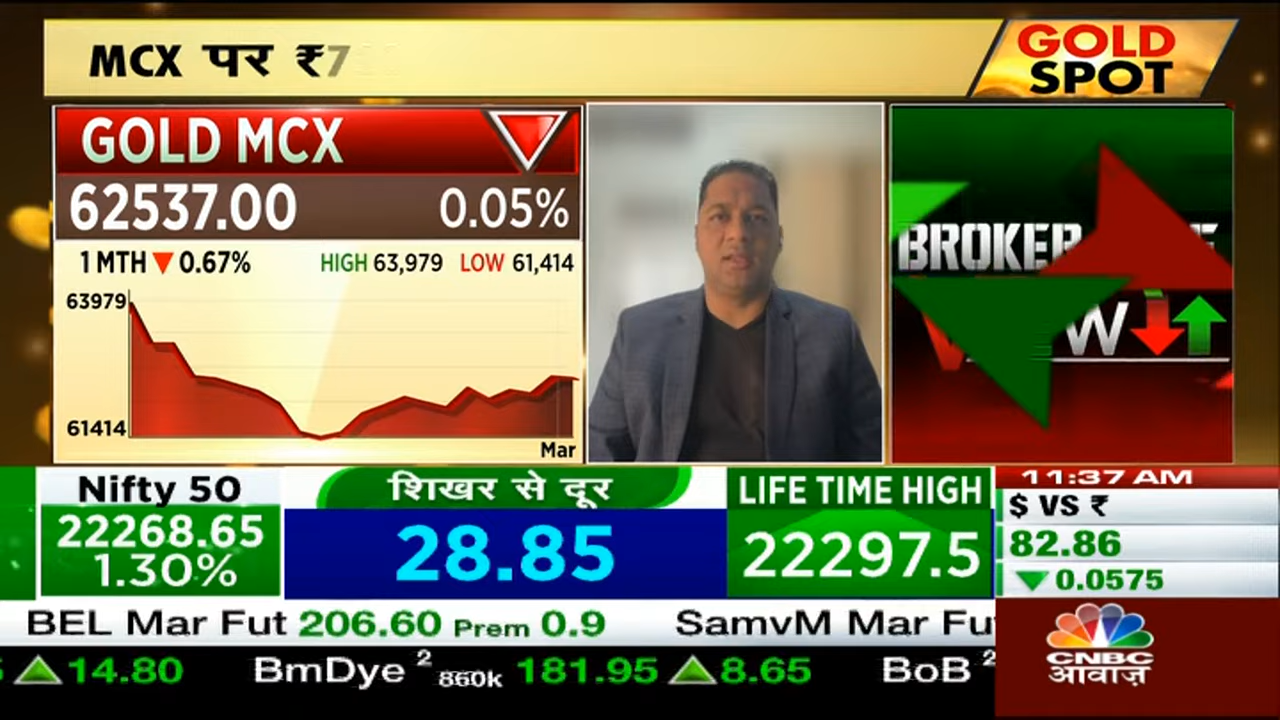 MCX पर ₹7
GOLD
SPOT
GOLD MCX
62537.00 0.05%
1 MTH 0.67% HIGH 63,979 LOW 61,414
63979
61414
Mar
BROKER
W
Nifty 50
22268.65
1.30%
शिखर से दूर
28.85
LIFE TIME HIGH
22297.5
11:37 AM
$ VS ₹
82.86
0.0575
BEL Mar Fut 206.60 Prem 0.9 SamvM Mar Fu
14.80 BmDye 2 860k 181.95 8.65 BoB 2
CNBC
आवाज़